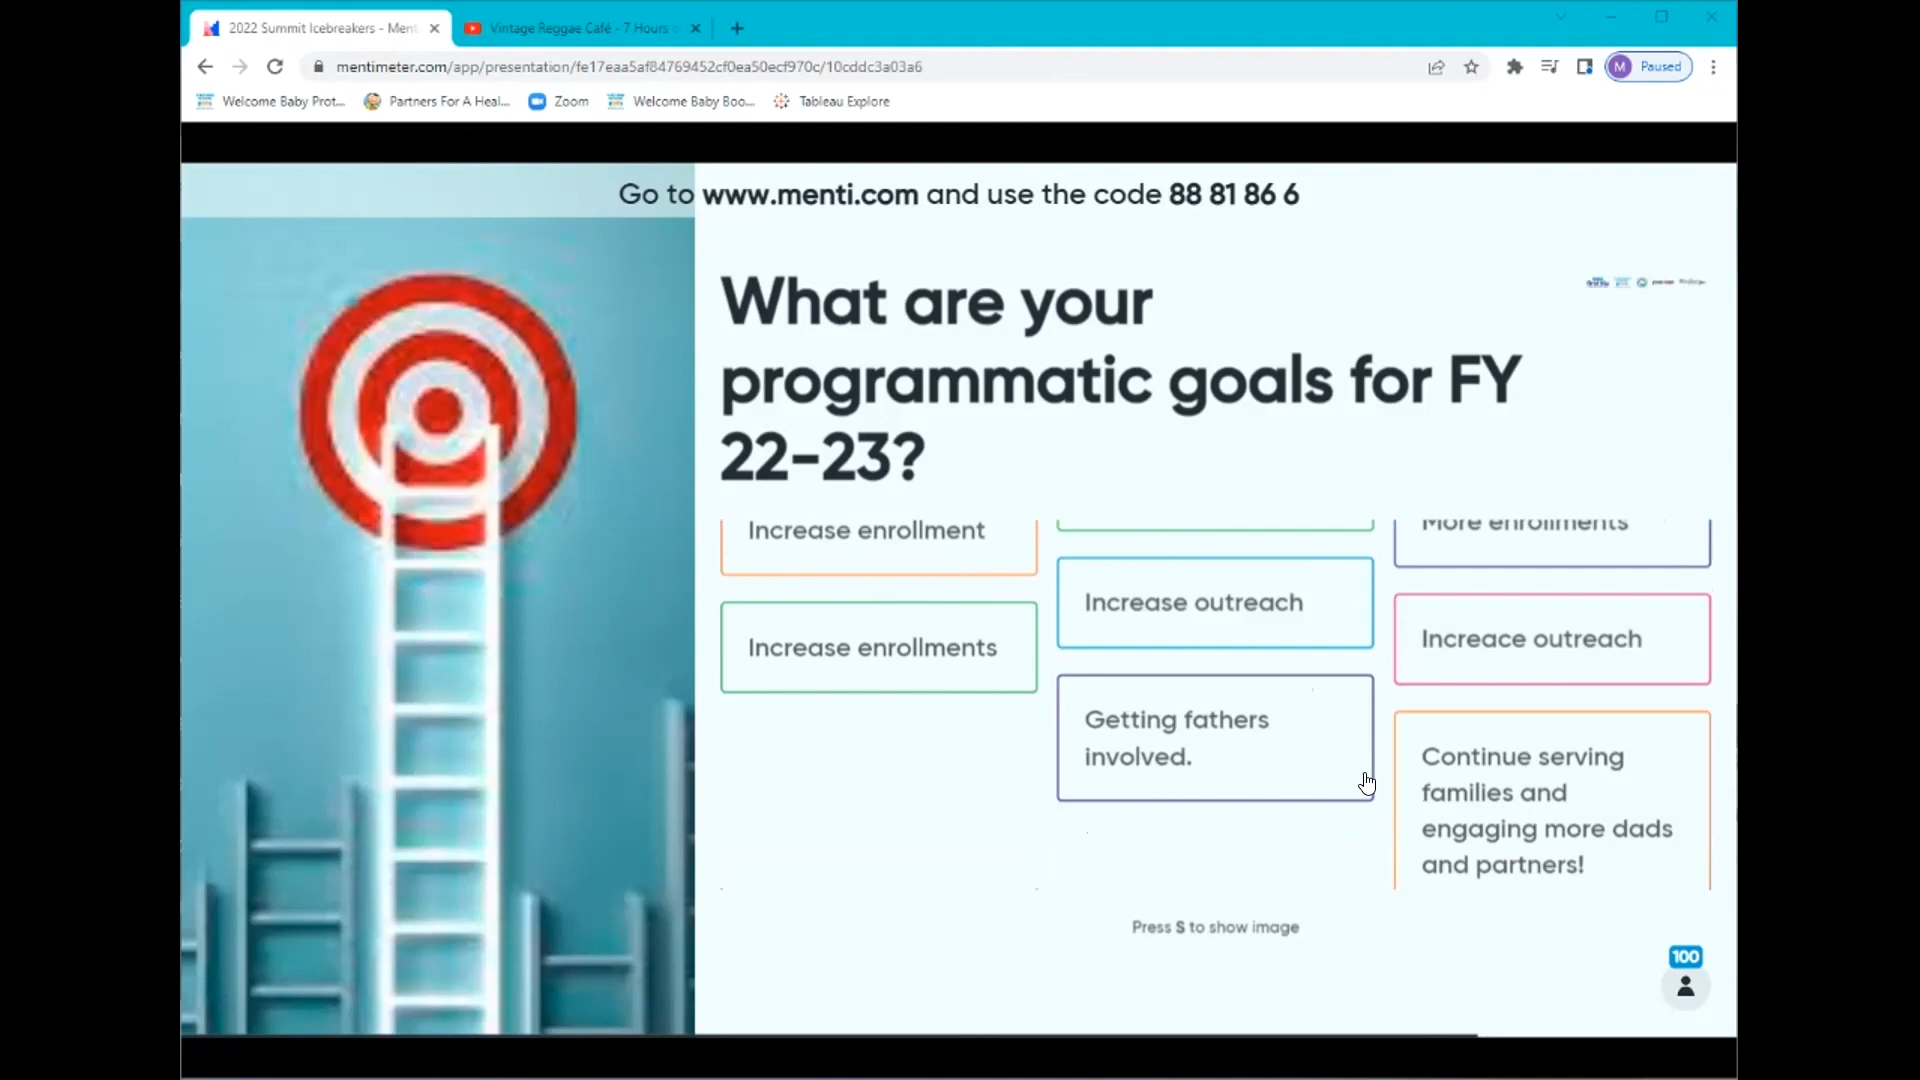 2022 Summit Icebreakers - Ment
Vintage Reggae Café - 7 Hours o
mentimeter.com/app/presentation/fe17eaa5af84769452cf0ea50ecf970c/10cddc3a03a6
M Paused
Welcome Baby Prot...
Partners For A Heal...
Zoom
Welcome Baby Boo...
Tableau Explore
Go to www.menti.com and use the code 88 81 86 6
What are your
programmatic goals for FY
22-23?
Increase enrollment
Increase enrollments
Increase outreach
Getting fathers
involved.
More enrollments
Increace outreach
Continue serving
families and
engaging more dads
and partners!
Press S to show image
100